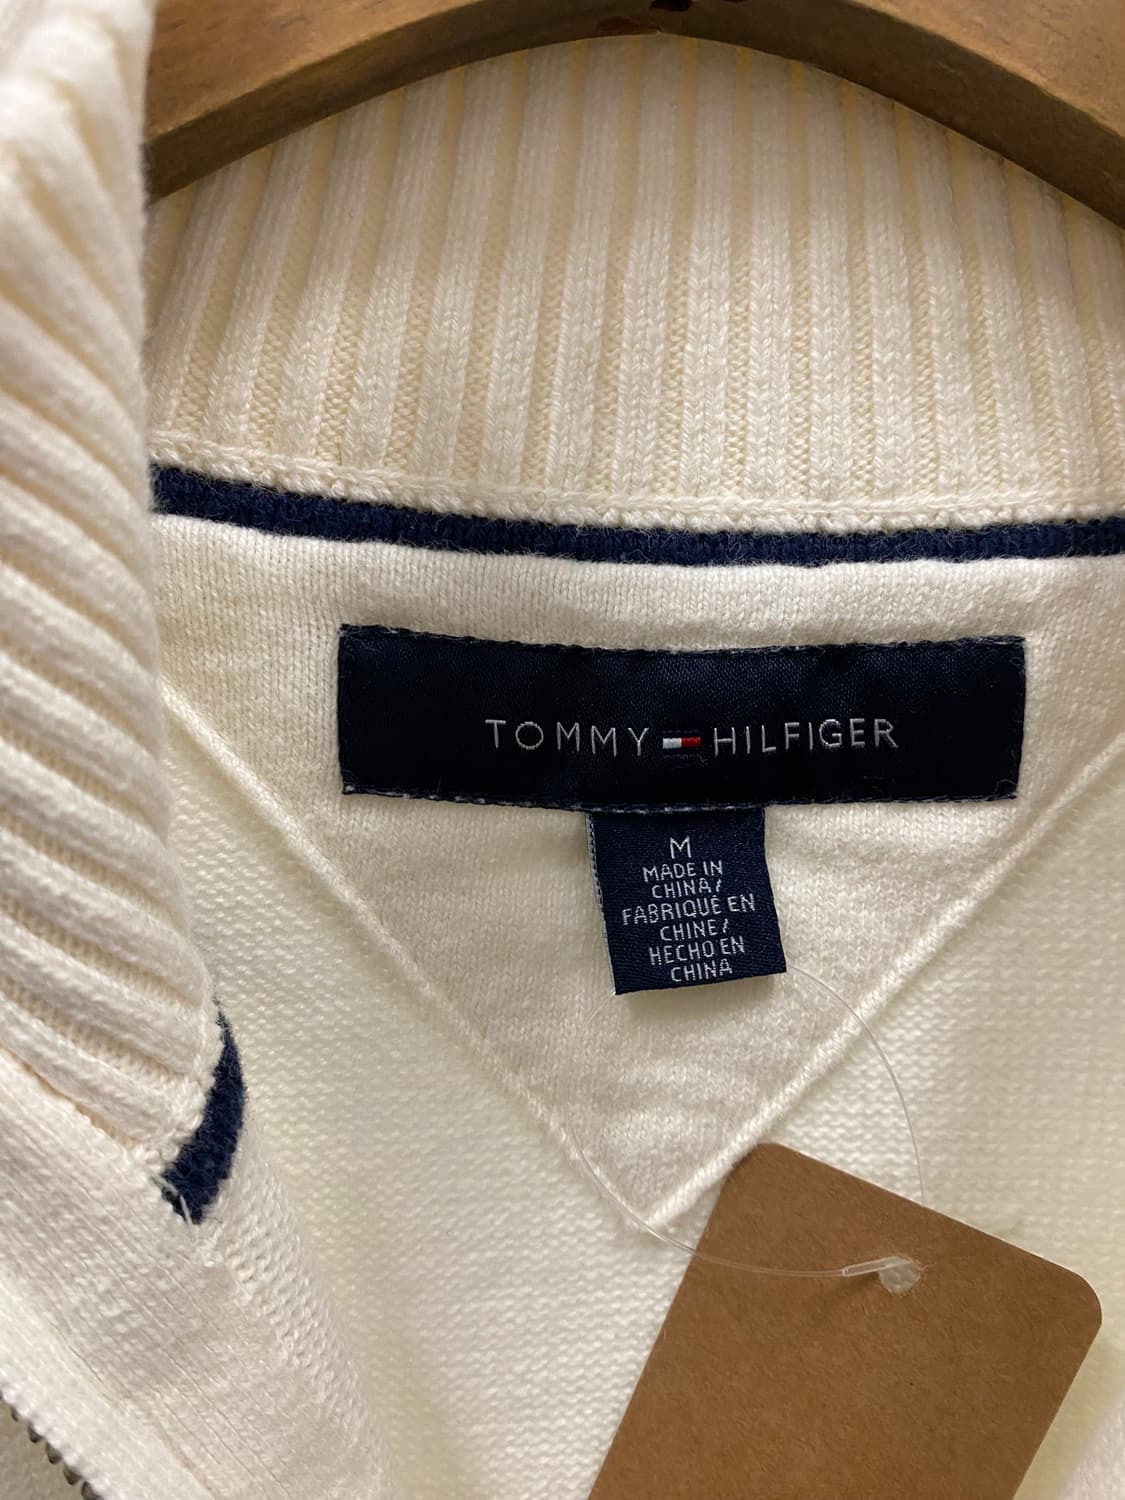 TOMMY HILFIGER
M
MADE IN
CHINA/
FABRIQUÉ EN
CHINE/
HECHO EN
CHINA